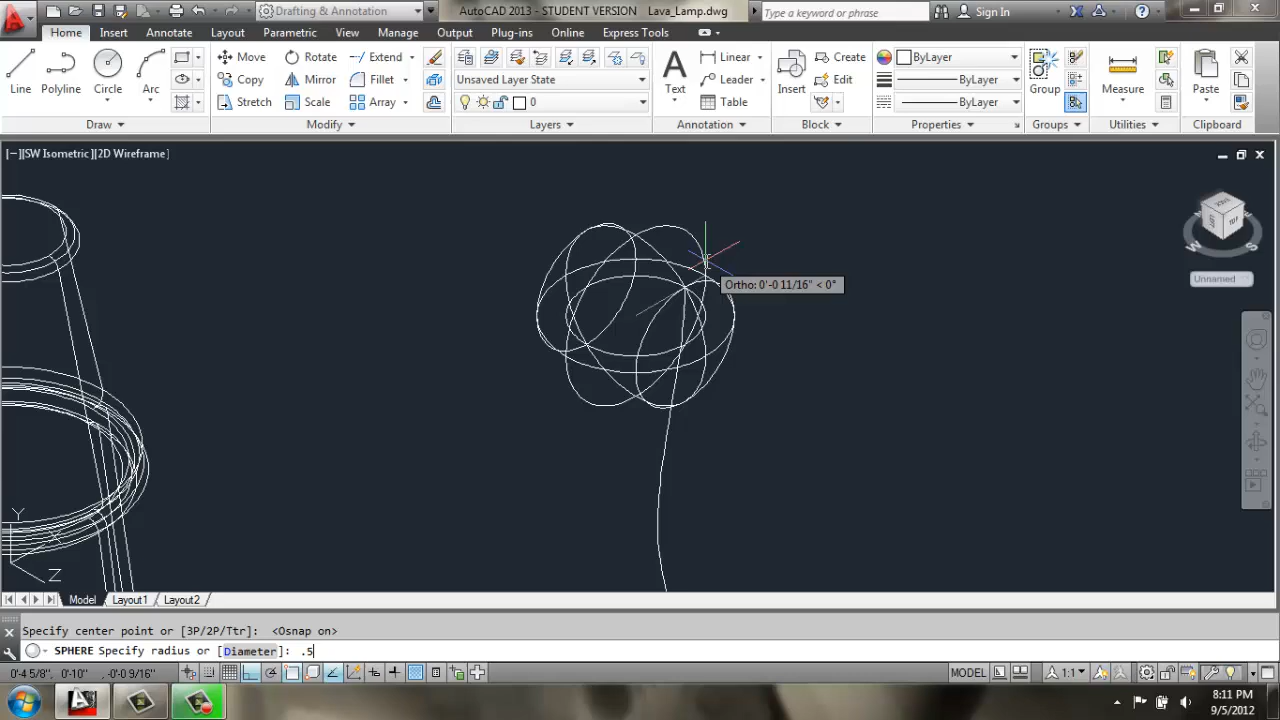 Drafting & Annotation
AutoCAD 2013 - STUDENT VERSION Lava_Lamp.dwg
Type a keyword or phrase
Sign In
Home Insert Annotate Layout Parametric View Manage Output Plug-ins Online Express Tools
Line Polyline Circle Arc
Move Rotate Extend
Copy Mirror Fillet
Stretch Scale Array
Unsaved Layer State
0
Text
Linear
Leader
Table
Insert
Create
Edit
ByLayer
ByLayer
ByLayer
Group
Measure
Paste
Draw Modify Layers Annotation Block Properties Groups Utilities Clipboard
[−][SW Isometric][2D Wireframe]
TOP
W S
Unnamed
Ortho: 0'-0 11/16" < 0°
Y
X
Z
Model Layout1 Layout2
Specify center point or [3P/2P/Ttr]: <Osnap on>
SPHERE Specify radius or [Diameter]: .5
0'-4 5/8", 0'-10", -0'-0 9/16"
MODEL
1:1
8:11 PM
9/5/2012